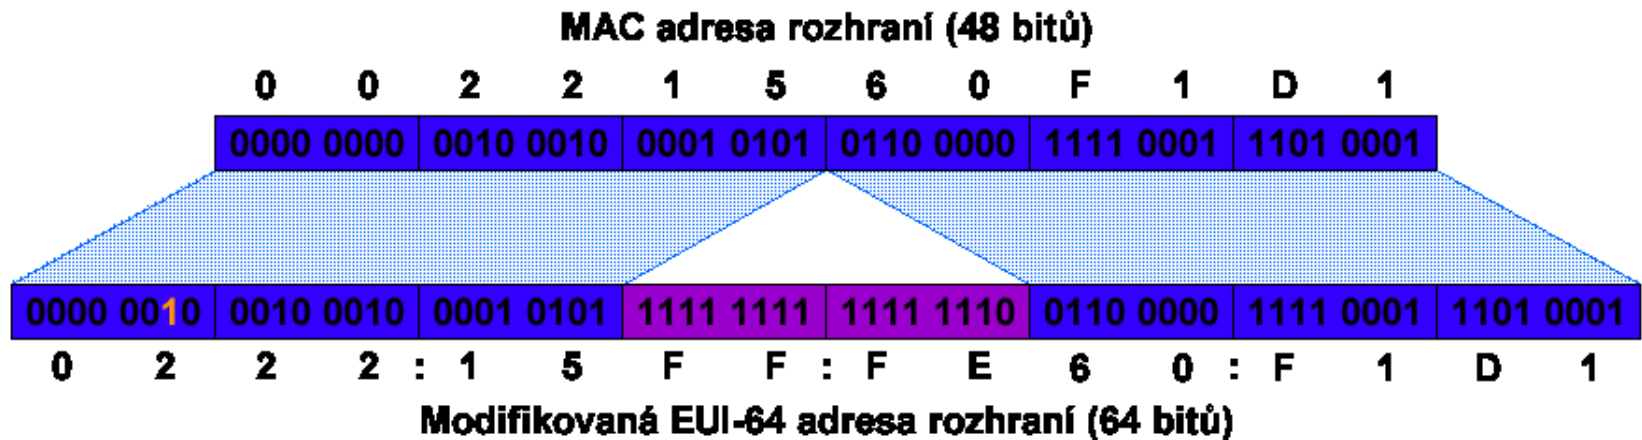 MAC adresa rozhraní (48 bitů)
0 0 2 2 1 5 6 0 F 1 D 1
0000 0000 0010 0010 0001 0101 0110 0000 1111 0001 1101 0001
0000 0010 0010 0010 0001 0101 1111 1111 1111 1110 0110 0000 1111 0001 1101 0001
0 2 2 2 : 1 5 F F : F E 6 0 : F 1 D 1
Modifikovaná EUI-64 adresa rozhraní (64 bitů)